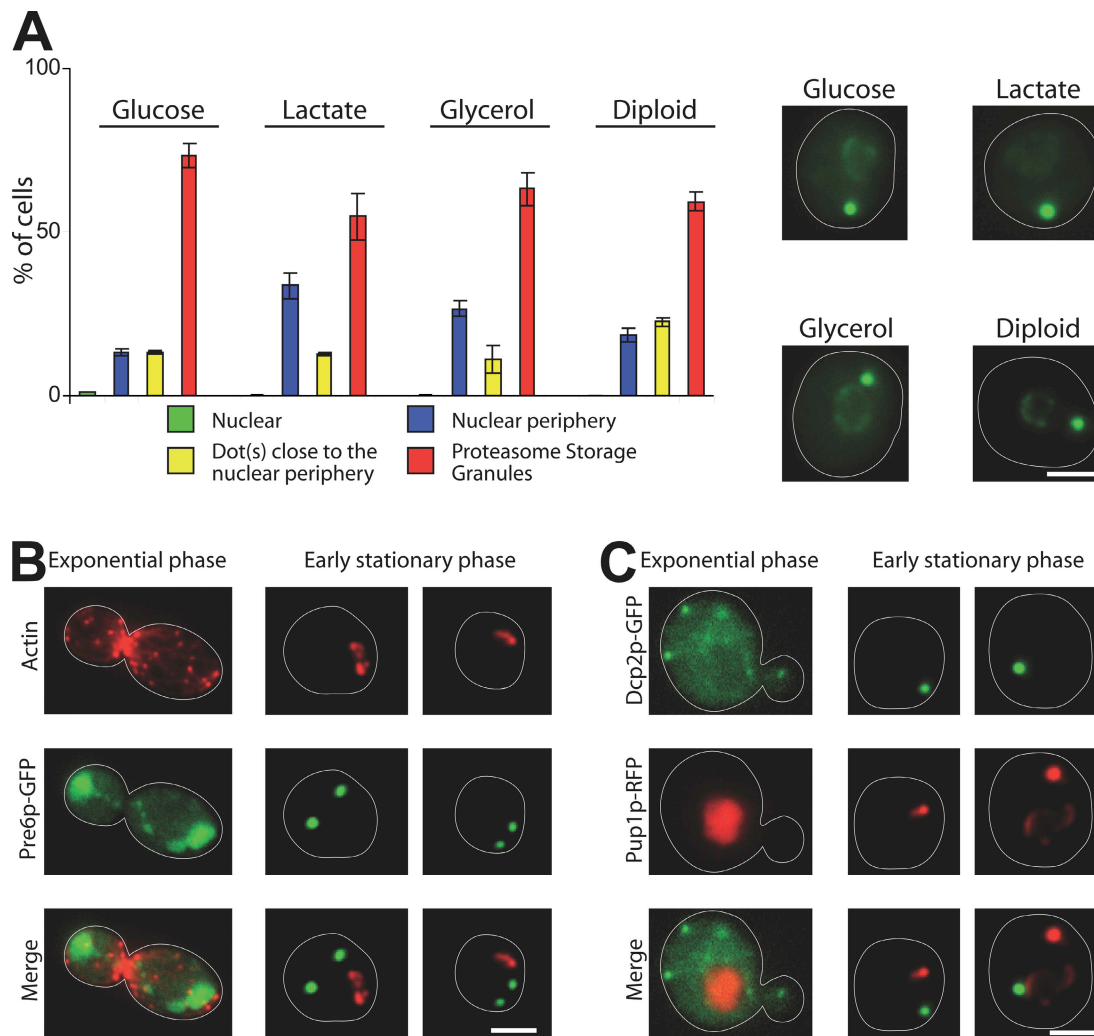 A
100
50
0
% of cells
Glucose
Lactate
Glycerol
Diploid
Nuclear
Nuclear periphery
Dot(s) close to the
nuclear periphery
Proteasome Storage
Granules
Glucose
Lactate
Glycerol
Diploid
B
Exponential phase
Early stationary phase
Actin
Pre6p-GFP
Merge
C
Exponential phase
Early stationary phase
Dcp2p-GFP
Pup1p-RFP
Merge